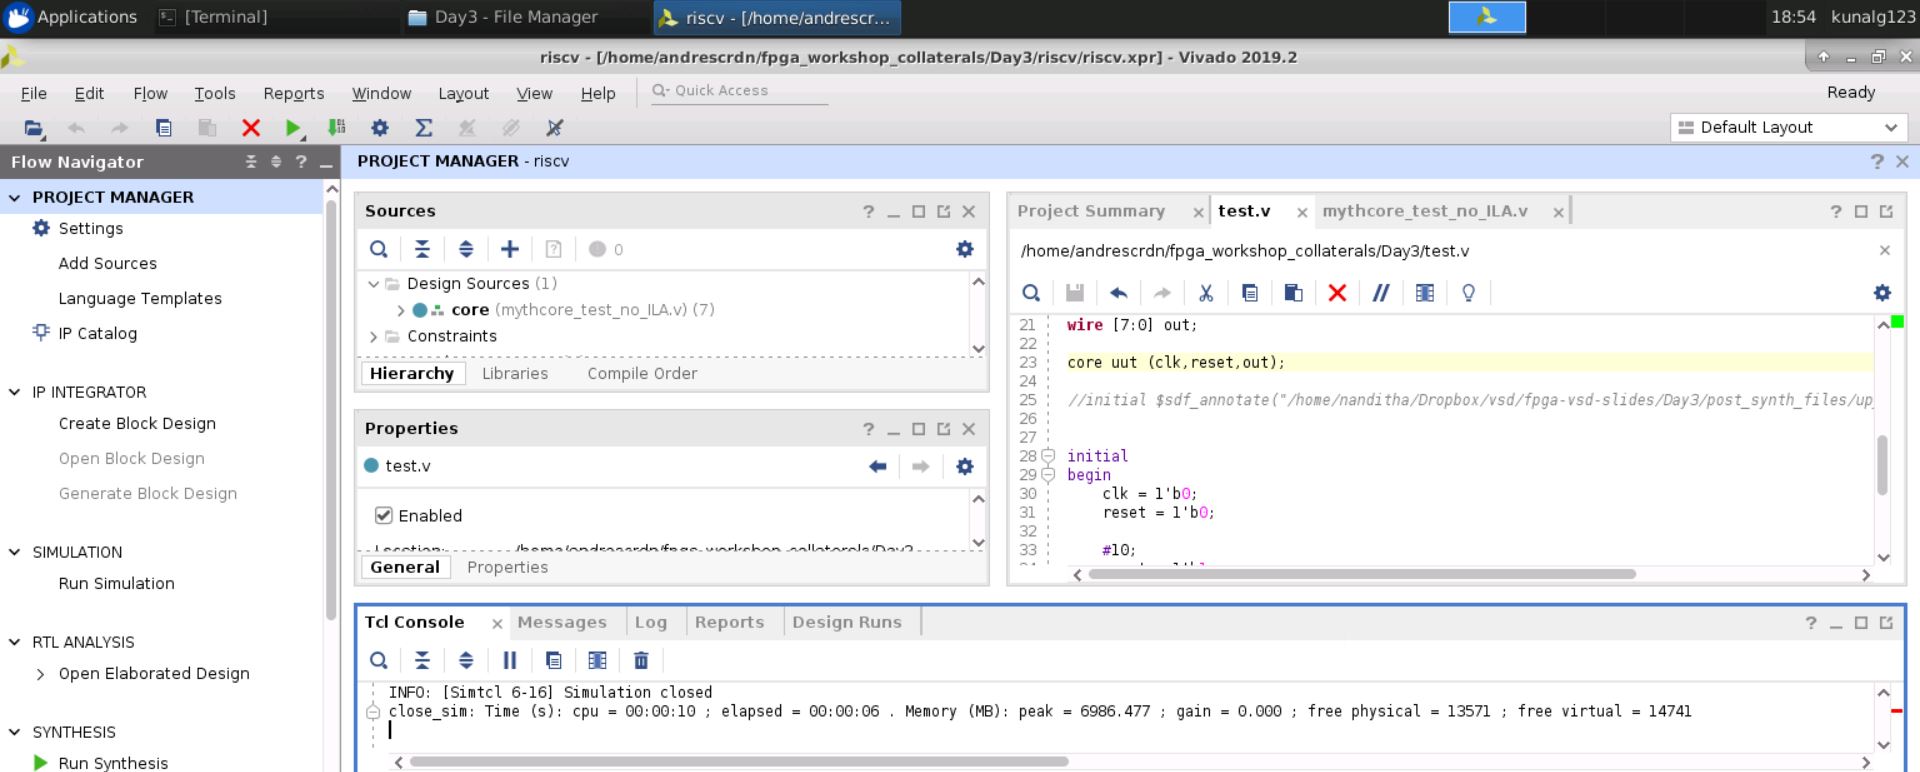 Applications
[Terminal]
Day3 - File Manager
riscv - [/home/andrescr...
18:54
kunalg123
riscv - [/home/andrescrdn/fpga_workshop_collaterals/Day3/riscv/riscv.xpr] - Vivado 2019.2
File Edit Flow Tools Reports Window Layout View Help
Quick Access
Ready
Default Layout
Flow Navigator
PROJECT MANAGER
Settings
Add Sources
Language Templates
IP Catalog
IP INTEGRATOR
Create Block Design
Open Block Design
Generate Block Design
SIMULATION
Run Simulation
RTL ANALYSIS
Open Elaborated Design
SYNTHESIS
Run Synthesis
PROJECT MANAGER - riscv
Sources
0
Design Sources (1)
core (mythcore_test_no_ILA.v) (7)
Constraints
Hierarchy Libraries Compile Order
Properties
test.v
Enabled
General Properties
Project Summary test.v mythcore_test_no_ILA.v
/home/andrescrdn/fpga_workshop_collaterals/Day3/test.v
21 wire [7:0] out;
22
23 core uut (clk,reset,out);
24
25 //initial $sdf_annotate("/home/nanditha/Dropbox/vsd/fpga-vsd-slides/Day3/post_synth_files/up
26
27
28 initial
29 begin
30 clk = 1'b0;
31 reset = 1'b0;
32
33 #10;
Tcl Console Messages Log Reports Design Runs
INFO: [Simtcl 6-16] Simulation closed
close_sim: Time (s): cpu = 00:00:10 ; elapsed = 00:00:06 . Memory (MB): peak = 6986.477 ; gain = 0.000 ; free physical = 13571 ; free virtual = 14741